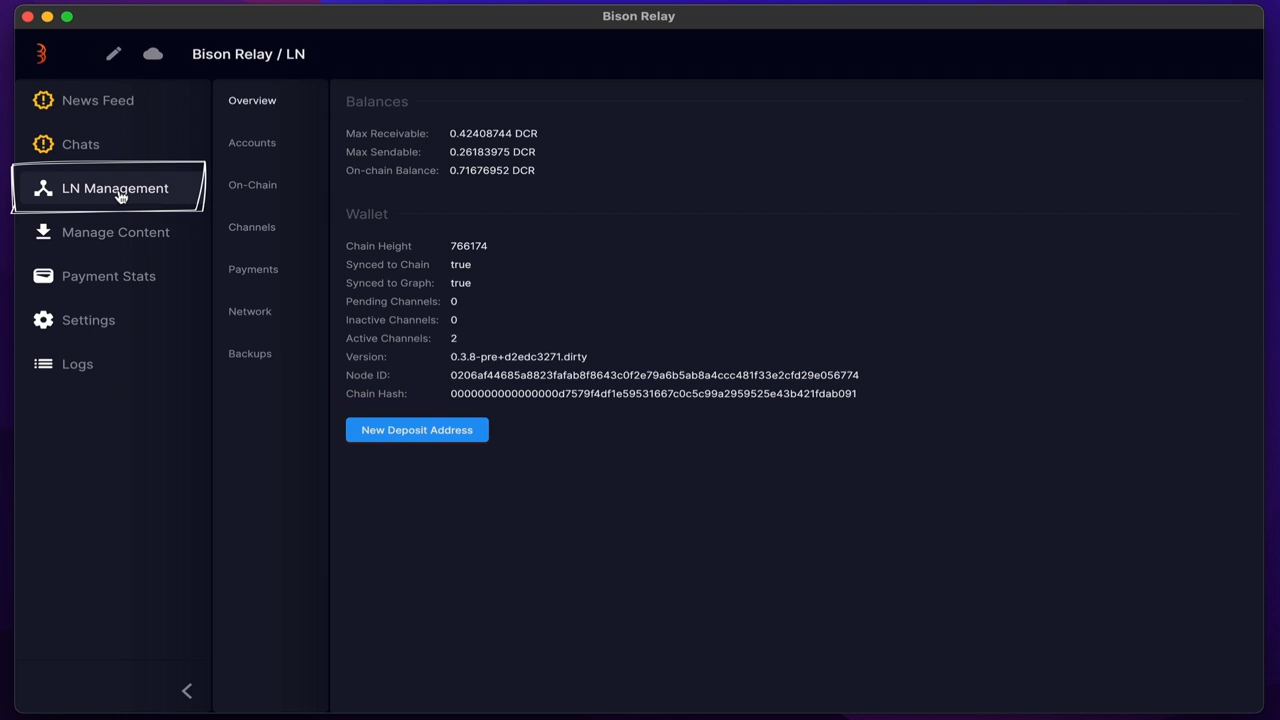 Bison Relay
Bison Relay / LN
News Feed
Chats
LN Management
Manage Content
Payment Stats
Settings
Logs
Overview
Accounts
On-Chain
Channels
Payments
Network
Backups
Balances
Max Receivable: 0.42408744 DCR
Max Sendable: 0.26183975 DCR
On-chain Balance: 0.71676952 DCR
Wallet
Chain Height 766174
Synced to Chain true
Synced to Graph: true
Pending Channels: 0
Inactive Channels: 0
Active Channels: 2
Version: 0.3.8-pre+d2edc3271.dirty
Node ID: 0206af44685a8823fafab8f8643c0f2e79a6b5ab8a4ccc481f33e2cfd29e056774
Chain Hash: 0000000000000000d7579f4df1e59531667c0c5c99a2959525e43b421fdab091
New Deposit Address